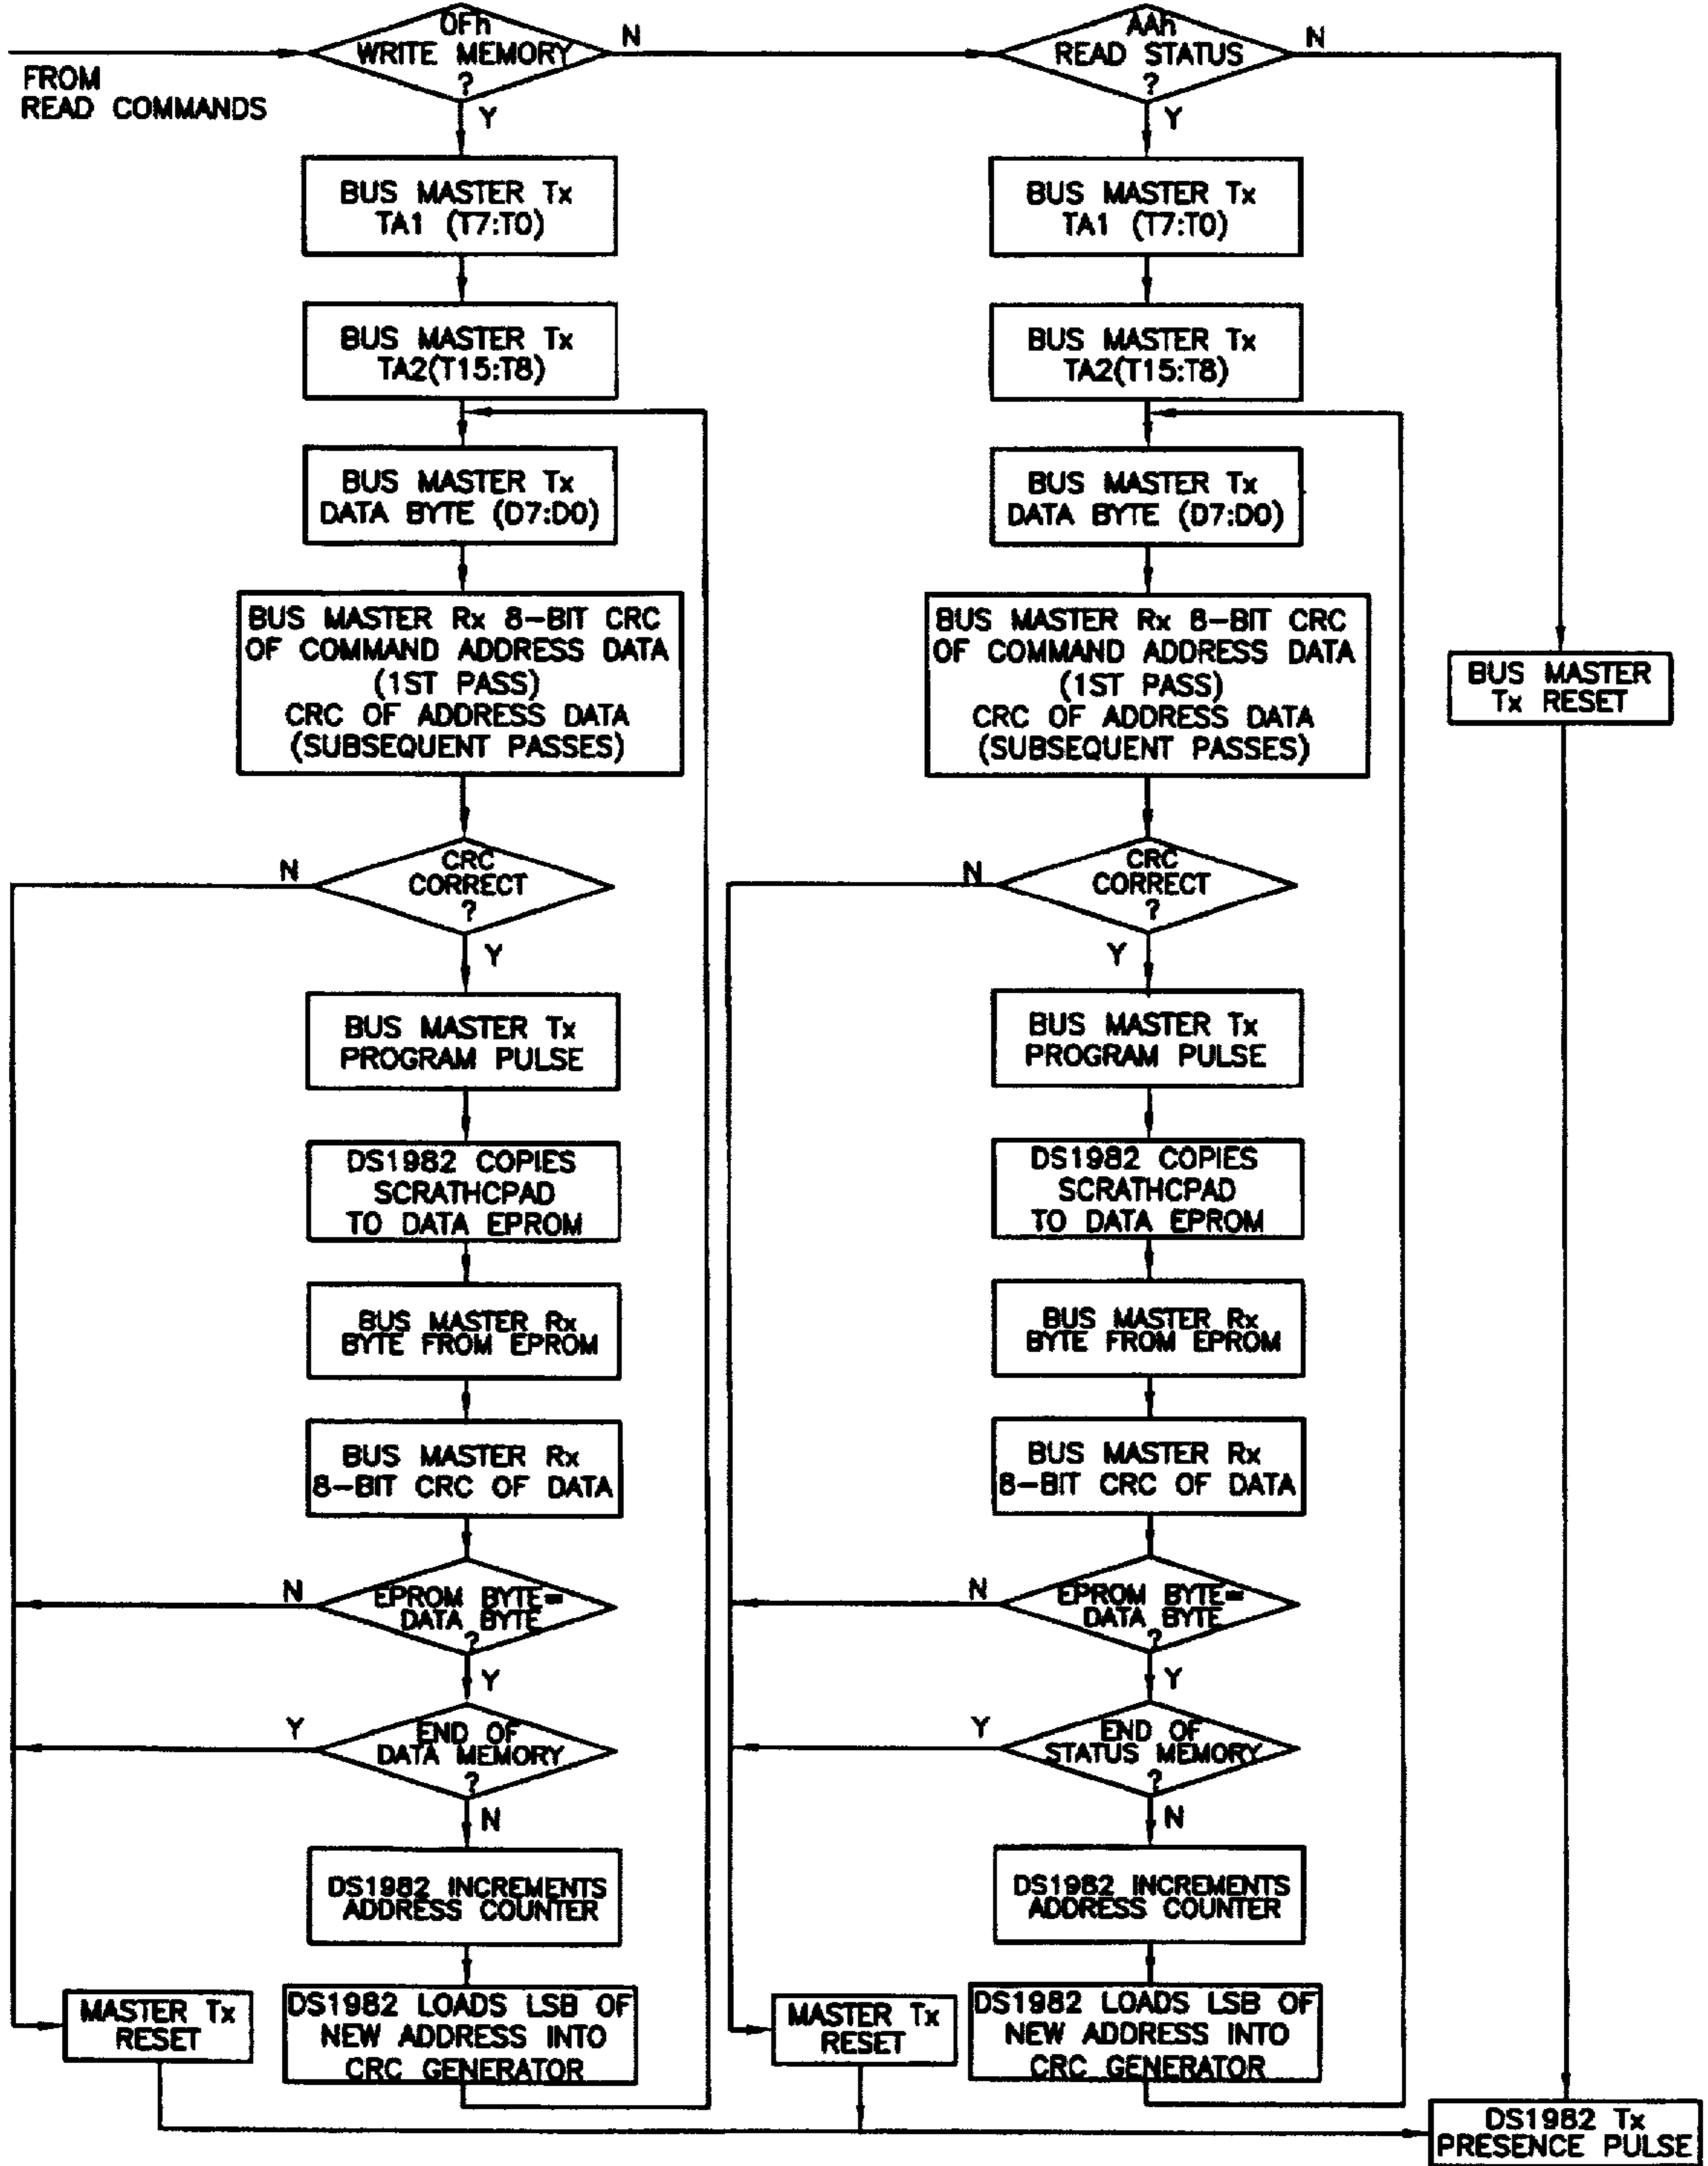 FROM
READ COMMANDS
0Fh
WRITE MEMORY
?
N
Y
BUS MASTER Tx
TA1 (T7:T0)
BUS MASTER Tx
TA2(T15:T8)
BUS MASTER Tx
DATA BYTE (D7:D0)
BUS MASTER Rx 8-BIT CRC
OF COMMAND ADDRESS DATA
(1ST PASS)
CRC OF ADDRESS DATA
(SUBSEQUENT PASSES)
CRC
CORRECT
?
N
Y
BUS MASTER Tx
PROGRAM PULSE
DS1982 COPIES
SCRATHCPAD
TO DATA EPROM
BUS MASTER Rx
BYTE FROM EPROM
BUS MASTER Rx
8-BIT CRC OF DATA
EPROM BYTE=
DATA BYTE
?
N
Y
END OF
DATA MEMORY
?
Y
N
DS1982 INCREMENTS
ADDRESS COUNTER
DS1982 LOADS LSB OF
NEW ADDRESS INTO
CRC GENERATOR
MASTER Tx
RESET
AAh
READ STATUS
?
N
Y
BUS MASTER Tx
TA1 (T7:T0)
BUS MASTER Tx
TA2(T15:T8)
BUS MASTER Tx
DATA BYTE (D7:D0)
BUS MASTER Rx 8-BIT CRC
OF COMMAND ADDRESS DATA
(1ST PASS)
CRC OF ADDRESS DATA
(SUBSEQUENT PASSES)
CRC
CORRECT
?
N
Y
BUS MASTER Tx
PROGRAM PULSE
DS1982 COPIES
SCRATHCPAD
TO DATA EPROM
BUS MASTER Rx
BYTE FROM EPROM
BUS MASTER Rx
8-BIT CRC OF DATA
EPROM BYTE=
DATA BYTE
?
N
Y
END OF
STATUS MEMORY
?
Y
N
DS1982 INCREMENTS
ADDRESS COUNTER
DS1982 LOADS LSB OF
NEW ADDRESS INTO
CRC GENERATOR
MASTER Tx
RESET
BUS MASTER
Tx RESET
DS1982 Tx
PRESENCE PULSE